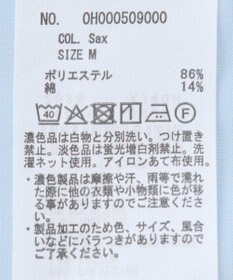 NO. OH000509000
COL. Sax
SIZE M
ポリエステル 86%
綿 14%
40
濃色品は白物と分別洗い。つけ置き
禁止。淡色品は蛍光増白剤禁止。洗
濯ネット使用。アイロンあて布使用。
・濃色製品は摩擦や汗、雨等で濡
れた際に他の衣類や小物類に色が移
る事がありますのでご注意くださ
い。
・製品加工のため色、サイズ、風合
いなどにバラつきがありますのでご
了承ください。